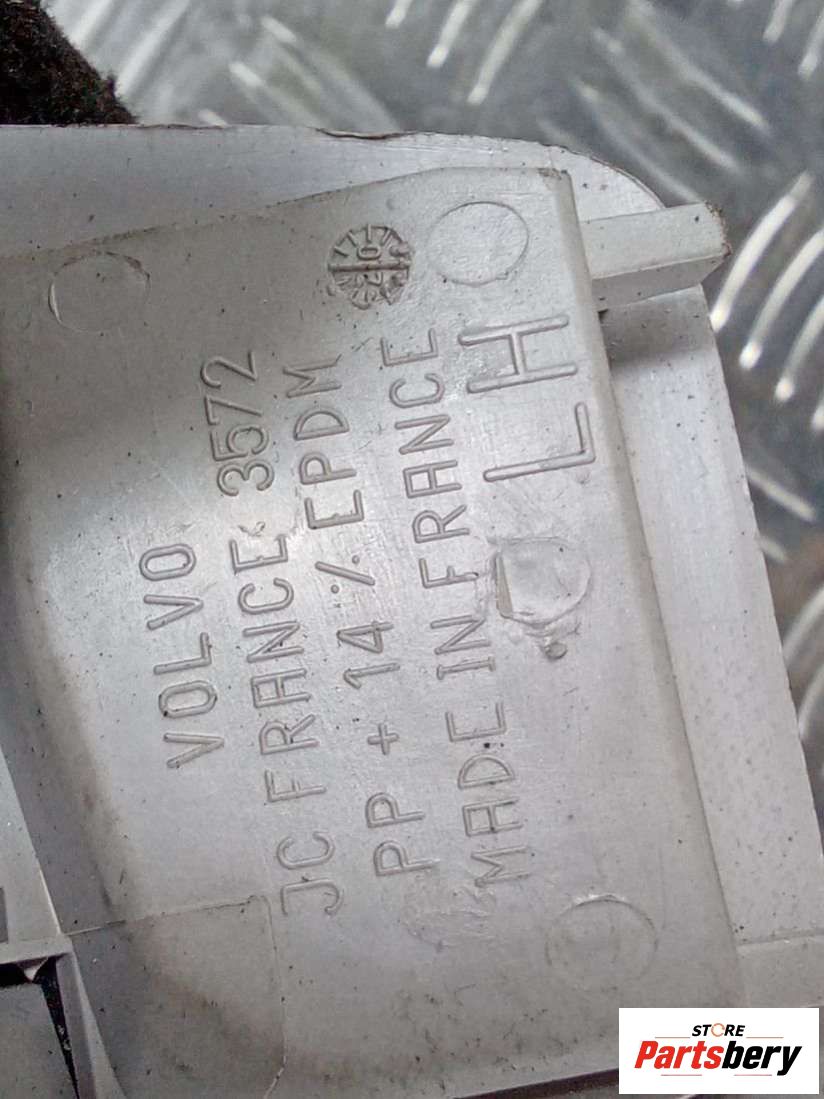 VOLVO
JC FRANCE 3572
PP + 14 % EPDM
MADE IN FRANCE
LH
STORE
Partsbery